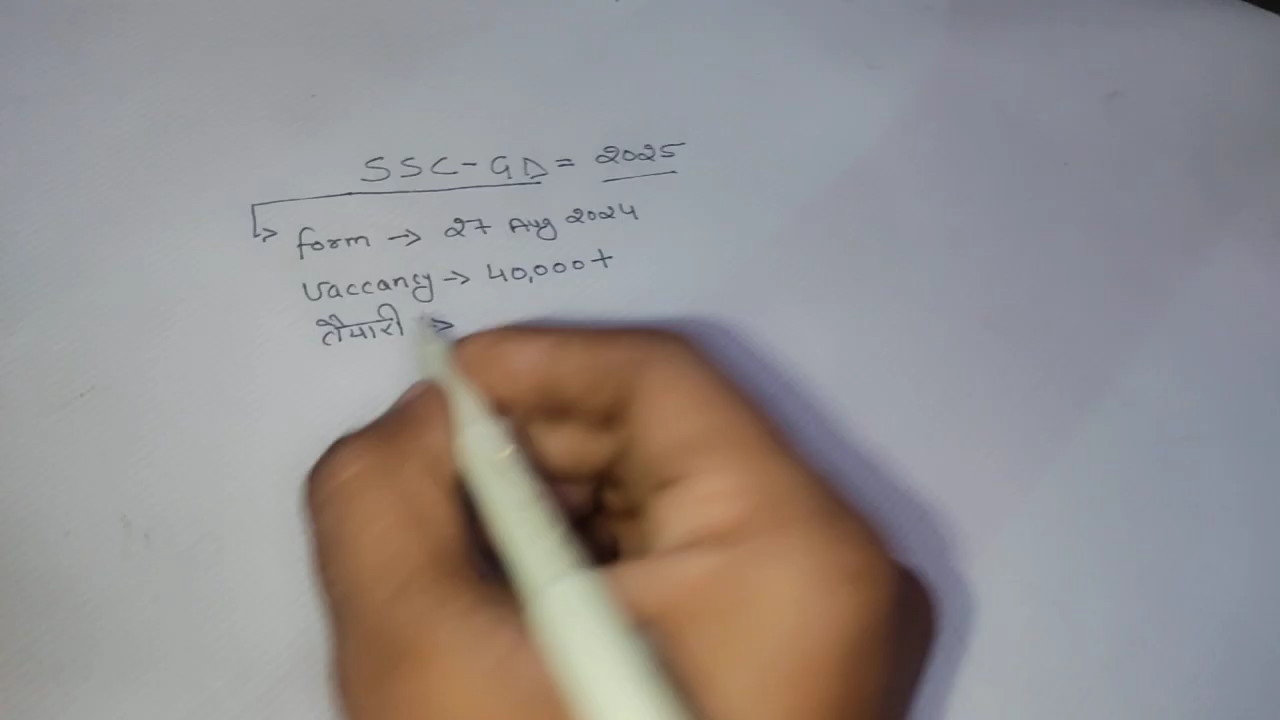 SSC-GD = 2025
form → 27 Aug 2024
Vaccancy → 40,000+
तैयारी →